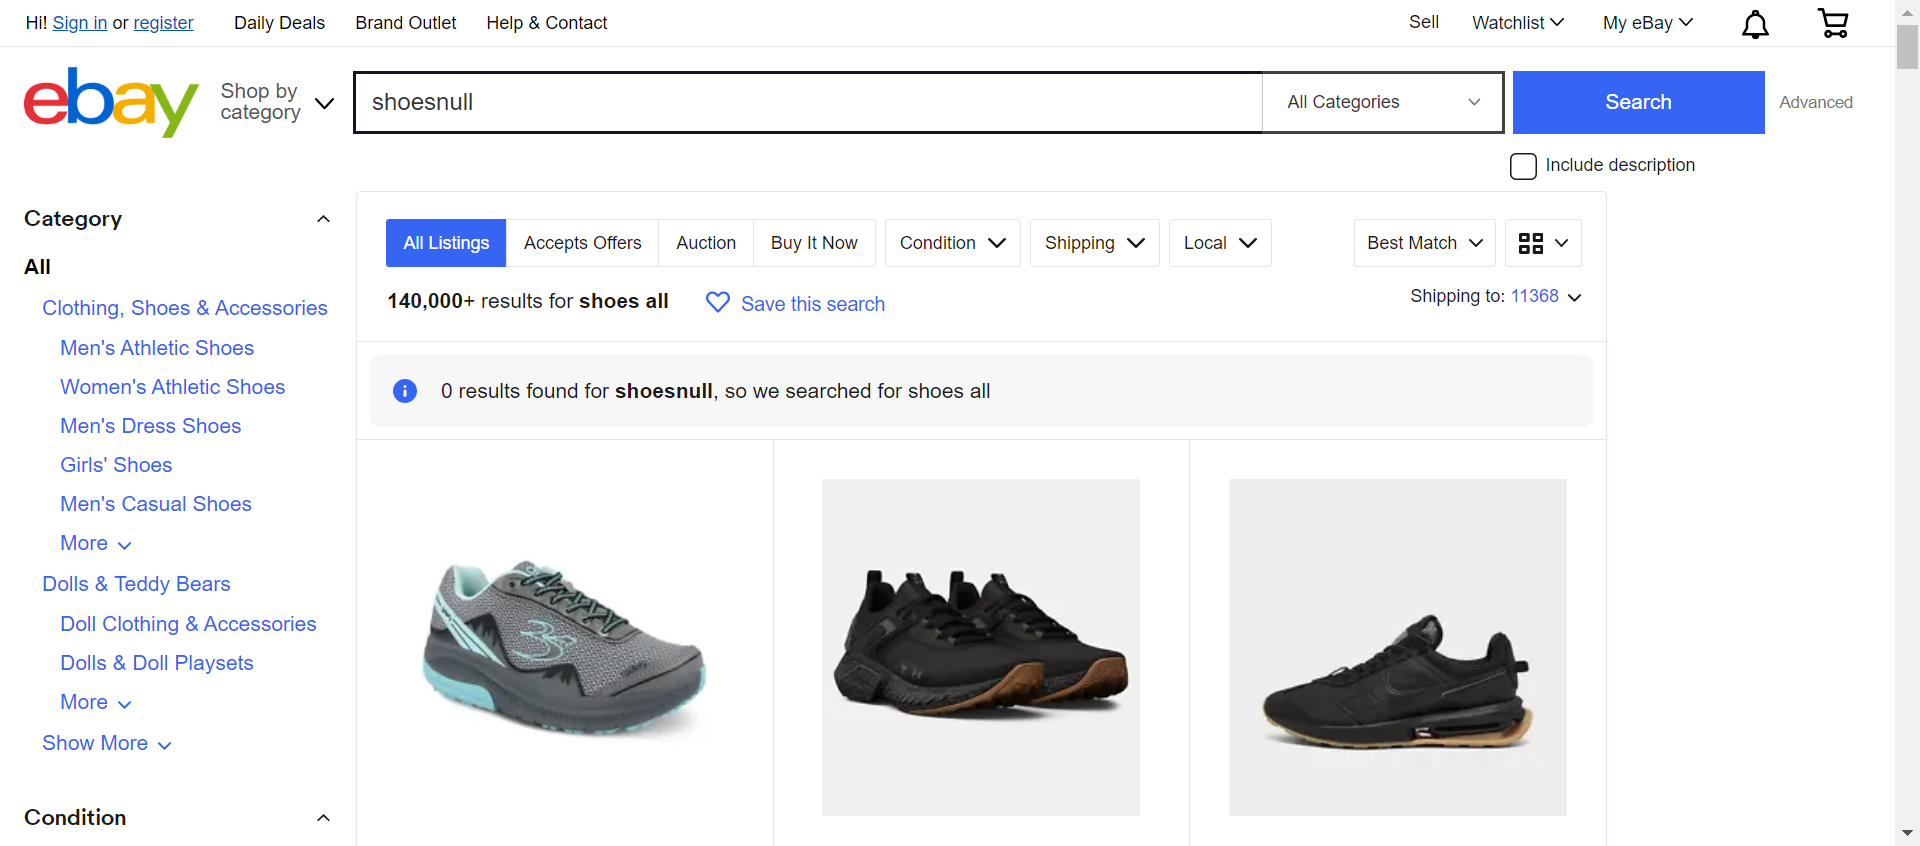 Hi! Sign in or register Daily Deals Brand Outlet Help & Contact Sell Watchlist My eBay
ebay
Shop by
category
shoesnull
All Categories
Search
Advanced
Include description
Category
All
Clothing, Shoes & Accessories
Men's Athletic Shoes
Women's Athletic Shoes
Men's Dress Shoes
Girls' Shoes
Men's Casual Shoes
More
Dolls & Teddy Bears
Doll Clothing & Accessories
Dolls & Doll Playsets
More
Show More
Condition
All Listings Accepts Offers Auction Buy It Now Condition Shipping Local Best Match
140,000+ results for shoes all Save this search Shipping to: 11368
0 results found for shoesnull, so we searched for shoes all